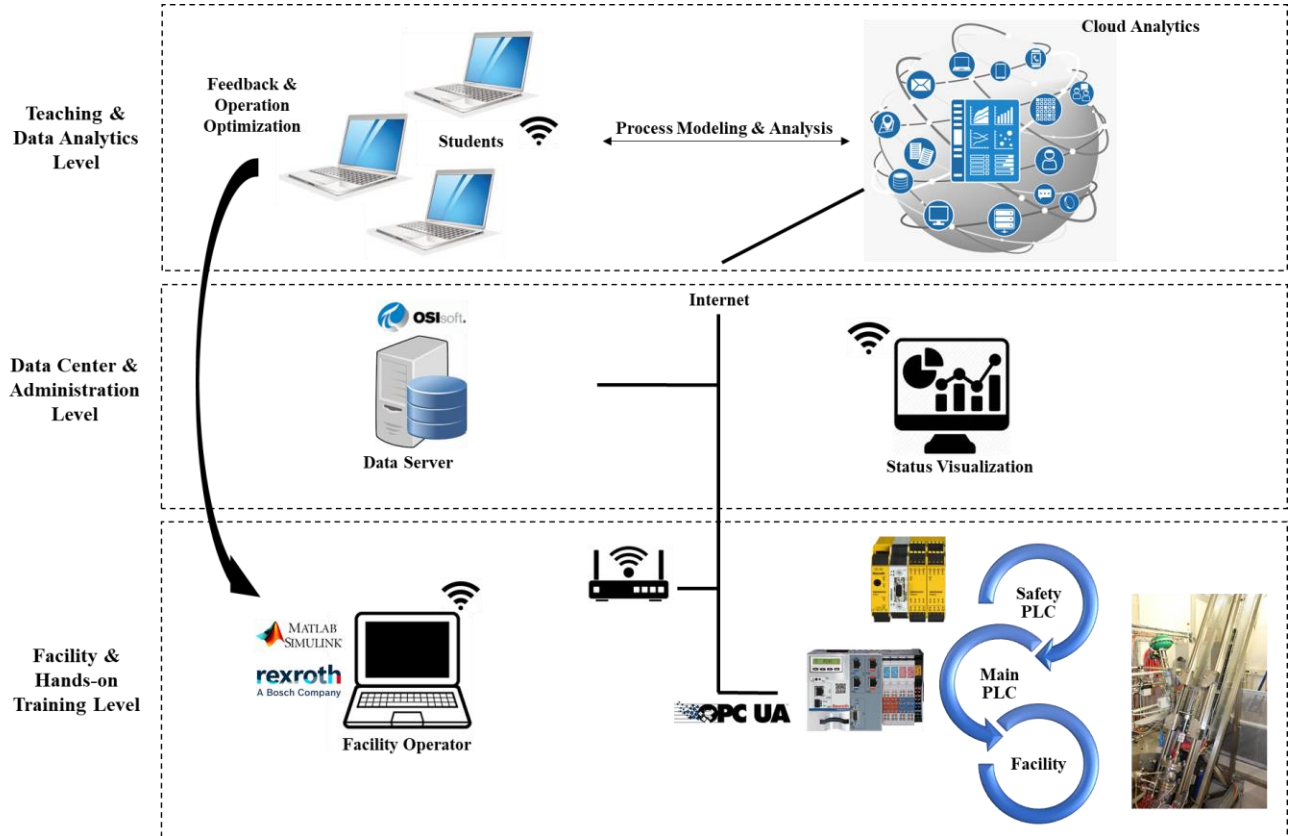 Teaching &
Data Analytics
Level
Feedback &
Operation
Optimization
Students
Process Modeling & Analysis
Cloud Analytics
Data Center &
Administration
Level
OSIsoft.
Data Server
Internet
Status Visualization
Facility &
Hands-on
Training Level
MATLAB
SIMULINK
rexroth
A Bosch Company
Facility Operator
OPC UA
Safety
PLC
Main
PLC
Facility